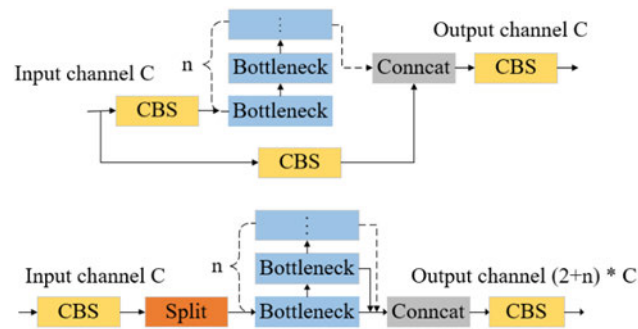 Output channel C
⋮
Input channel C
n
Bottleneck
Conncat
CBS
CBS
Bottleneck
CBS
⋮
Input channel C
n
Bottleneck
Output channel (2+n) * C
CBS
Split
Bottleneck
Conncat
CBS